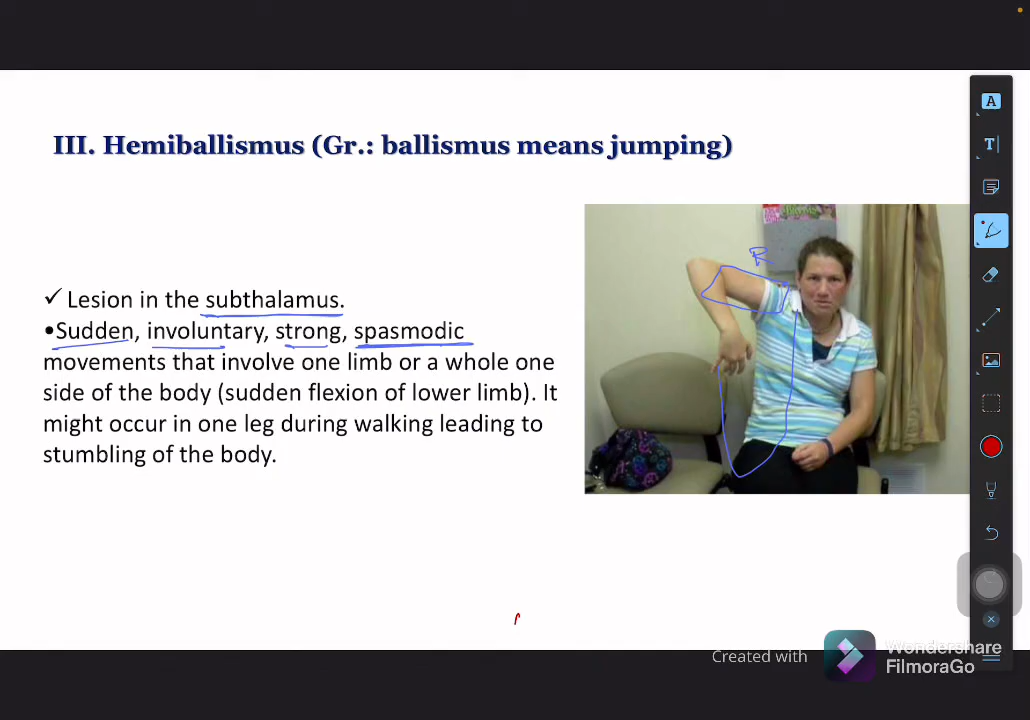 III. Hemiballismus (Gr.: ballismus means jumping)
R
✓ Lesion in the subthalamus.
•Sudden, involuntary, strong, spasmodic
movements that involve one limb or a whole one
side of the body (sudden flexion of lower limb). It
might occur in one leg during walking leading to
stumbling of the body.
A
T
Created with
Wondershare
FilmoraGo